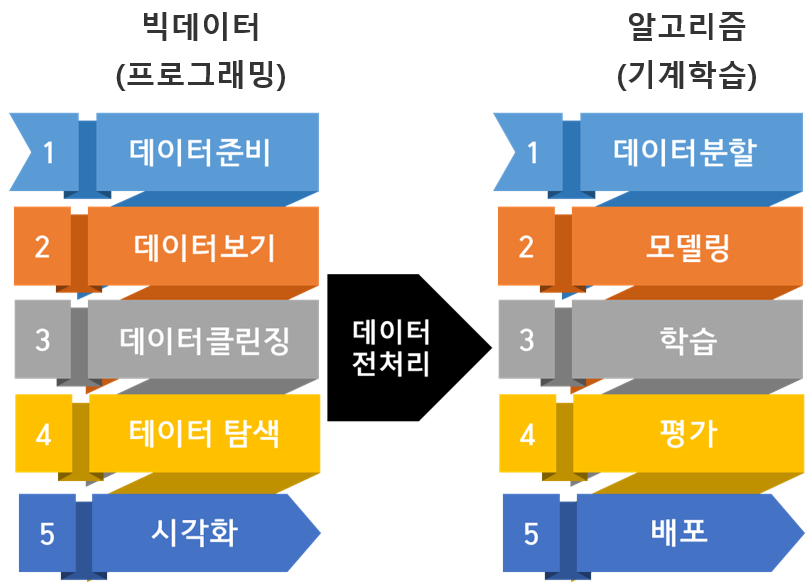 빅데이터
(프로그래밍)
1 데이터준비
2 데이터보기
3 데이터클린징
4 테이터 탐색
5 시각화
데이터
전처리
알고리즘
(기계학습)
1 데이터분할
2 모델링
3 학습
4 평가
5 배포